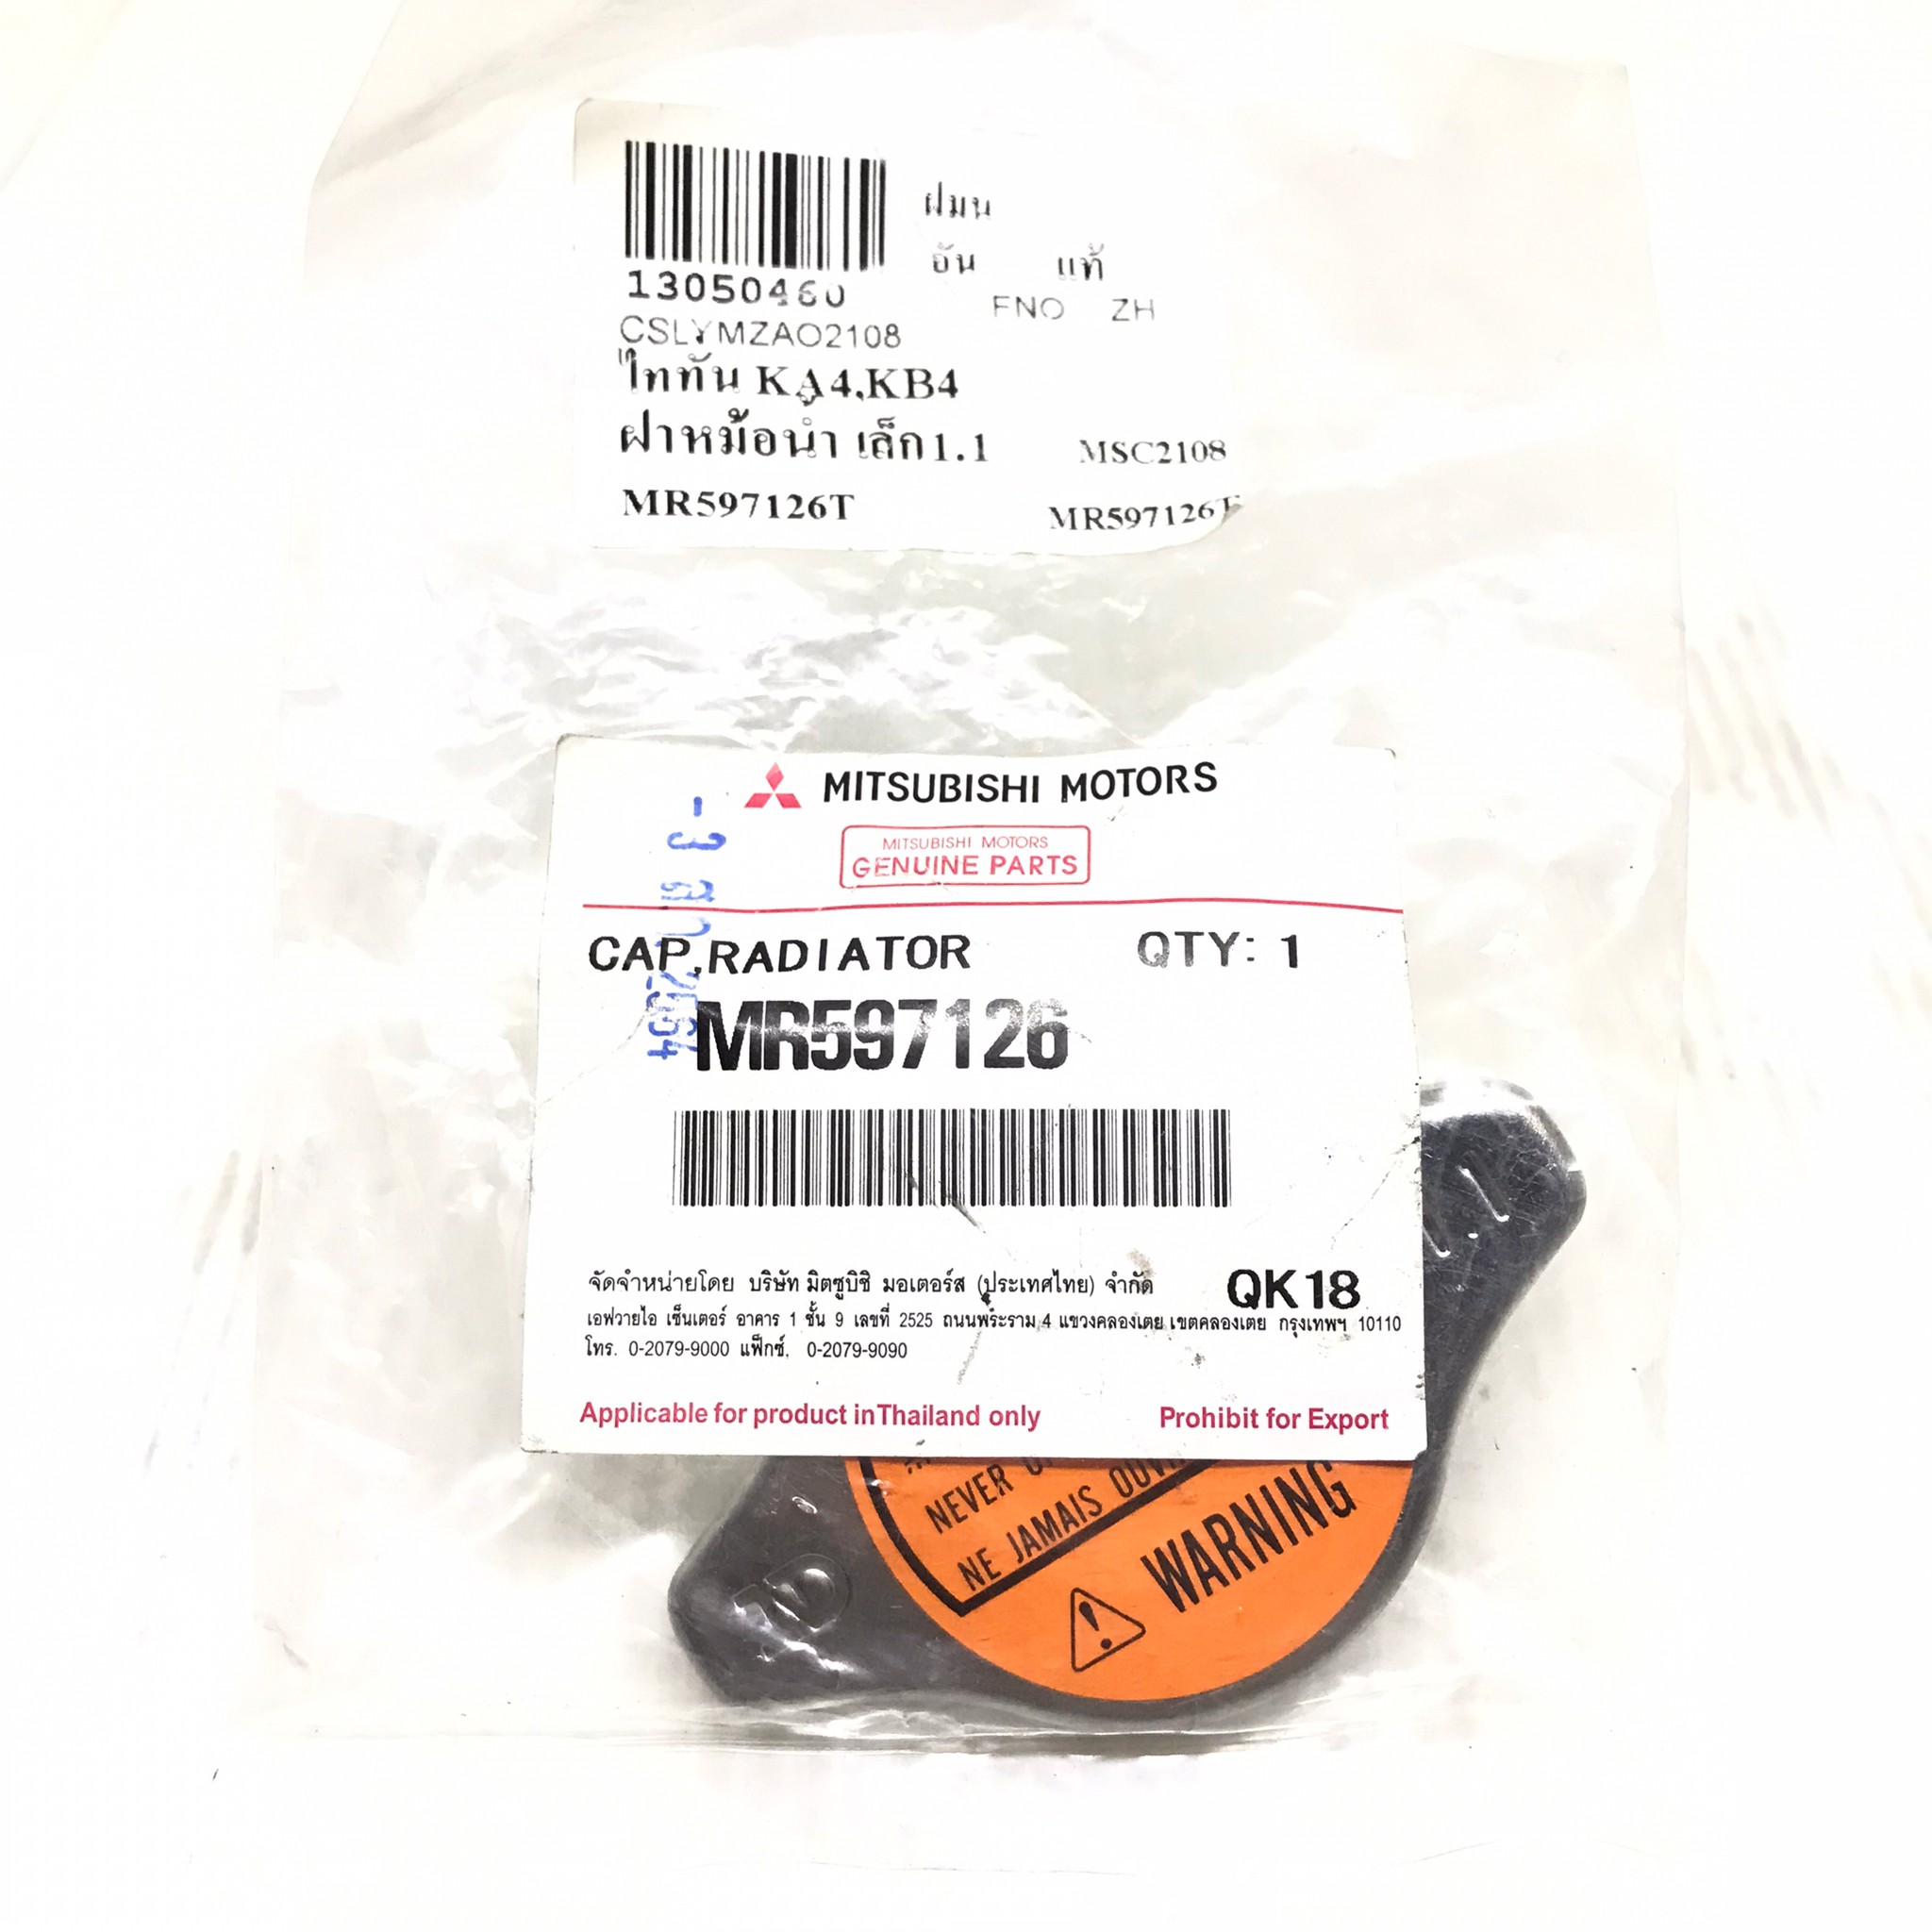 ฝมน
อัน แท้
13050460
FNO ZH
CSLYMZAO2108
ไททัน KA4,KB4
ฝาหม้อน้ำ เล็ก1.1 MSC2108
MR597126T MR597126T
MITSUBISHI MOTORS
MITSUBISHI MOTORS
GENUINE PARTS
-3 2564
CAP,RADIATOR QTY: 1
MR597126
จัดจำหน่ายโดย บริษัท มิตซูบิชิ มอเตอร์ส (ประเทศไทย) จำกัด QK18
เอฟวายไอ เซ็นเตอร์ อาคาร 1 ชั้น 9 เลขที่ 2525 ถนนพระราม 4 แขวงคลองเตย เขตคลองเตย กรุงเทพฯ 10110
โทร. 0-2079-9000 แฟ็กซ์. 0-2079-9090
Applicable for product in Thailand only Prohibit for Export
1.1
NEVER
NE JAMAIS
WARNING